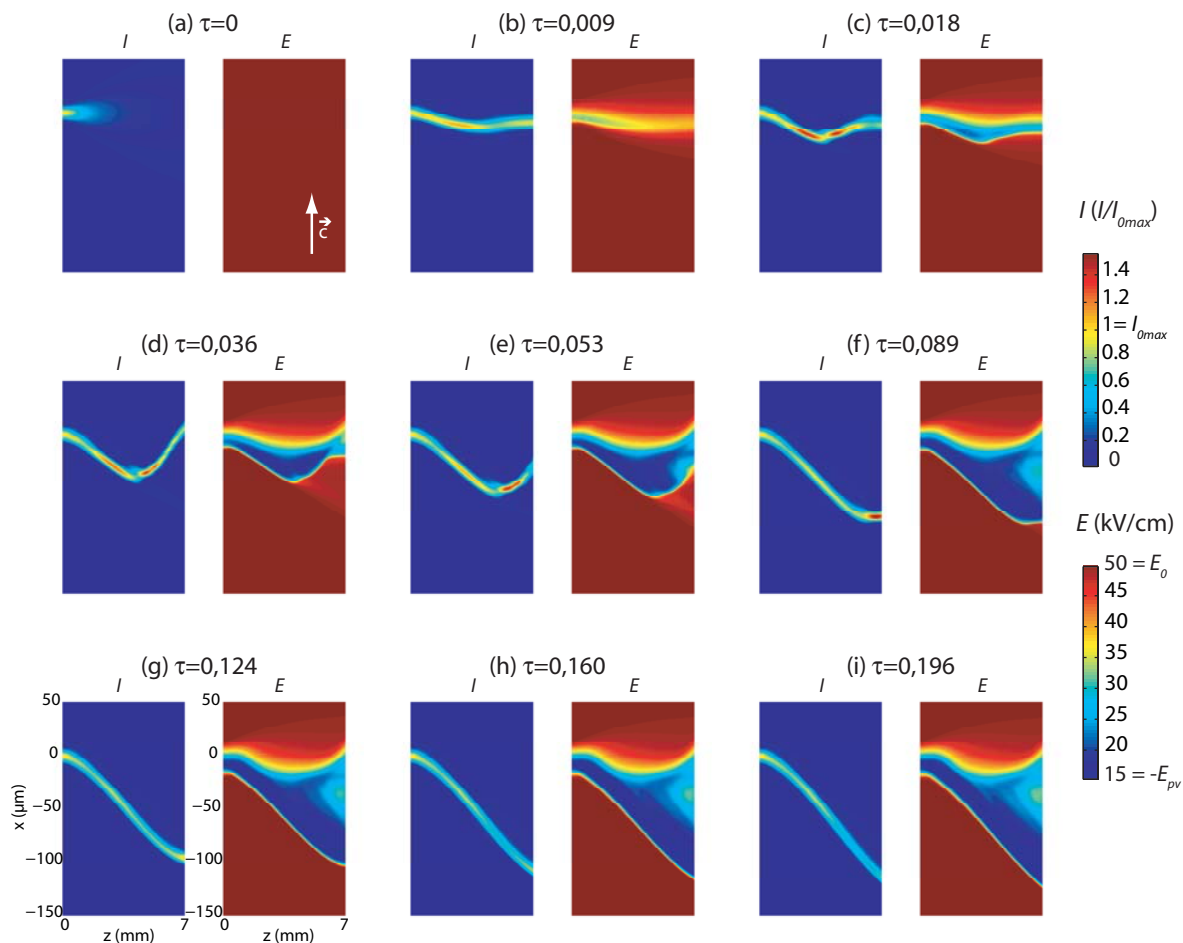 (a) τ=0
I E
(b) τ=0,009
I E
(c) τ=0,018
I E
c
I (I/I0max)
1.4
1.2
1= I0max
0.8
0.6
0.4
0.2
0
(d) τ=0,036
I E
(e) τ=0,053
I E
(f) τ=0,089
I E
E (kV/cm)
50 = E0
45
40
35
30
25
20
15 = -Epv
(g) τ=0,124
I E
(h) τ=0,160
I E
(i) τ=0,196
I E
50 50
0 0
−50 −50
−100 −100
−150 −150
x (µm)
0 7 0 7
z (mm) z (mm)